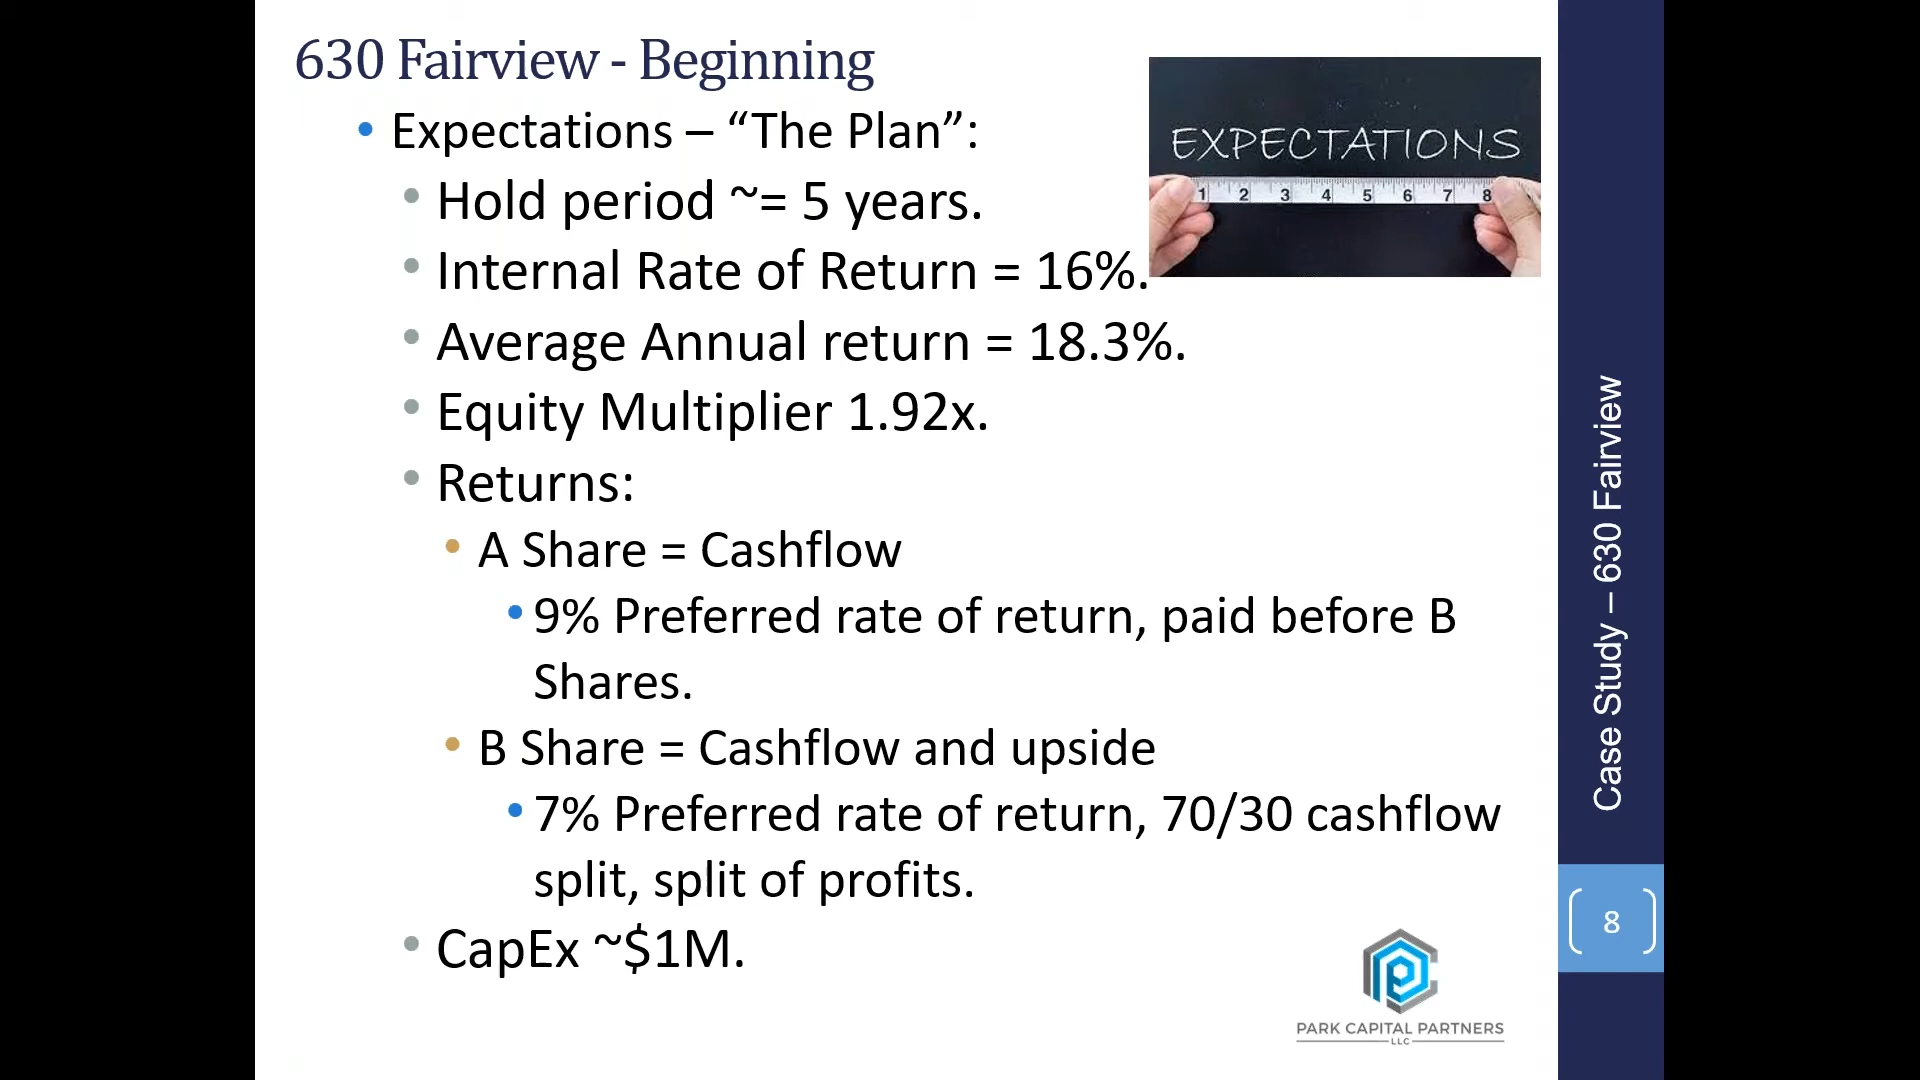 630 Fairview - Beginning
• Expectations – “The Plan”:
• Hold period ~= 5 years.
• Internal Rate of Return = 16%.
• Average Annual return = 18.3%.
• Equity Multiplier 1.92x.
• Returns:
• A Share = Cashflow
• 9% Preferred rate of return, paid before B
Shares.
• B Share = Cashflow and upside
• 7% Preferred rate of return, 70/30 cashflow
split, split of profits.
• CapEx ~$1M.
EXPECTATIONS
1 2 3 4 5 6 7 8
Case Study – 630 Fairview
8
PARK CAPITAL PARTNERS
LLC